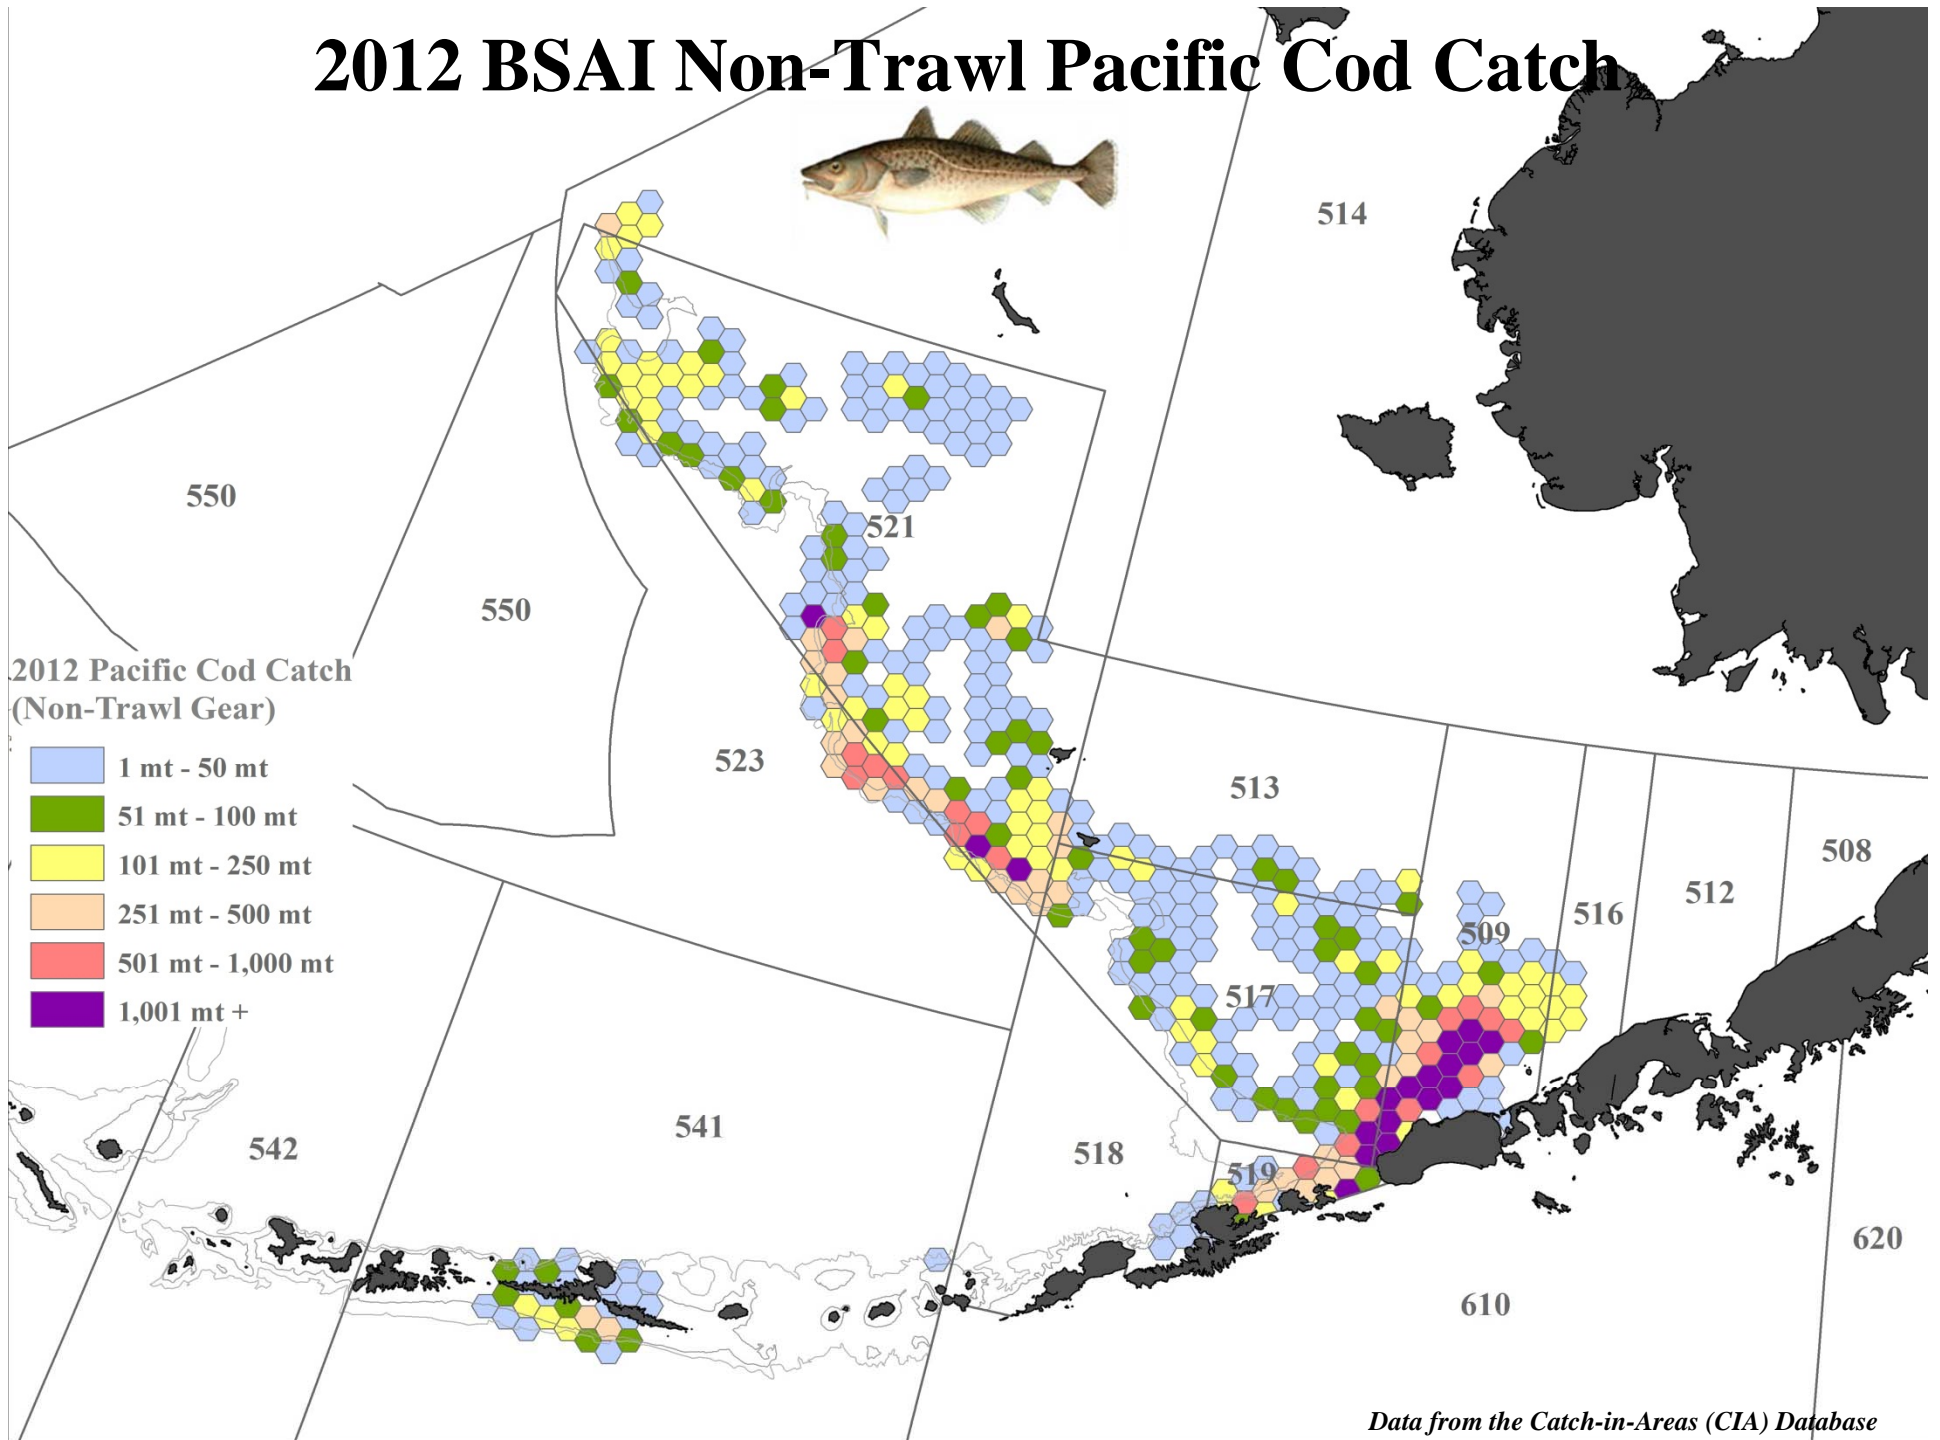 2012 BSAI Non-Trawl Pacific Cod Catch
514
550
521
550
2012 Pacific Cod Catch
(Non-Trawl Gear)
1 mt - 50 mt
51 mt - 100 mt
101 mt - 250 mt
251 mt - 500 mt
501 mt - 1,000 mt
1,001 mt +
523
513
508
512
516
509
517
542
541
518
519
620
610
Data from the Catch-in-Areas (CIA) Database